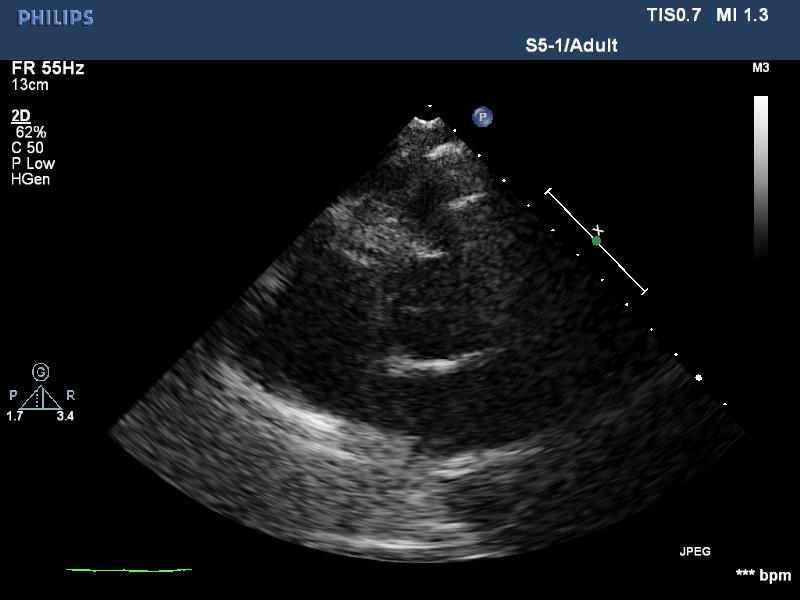 PHILIPS
TIS0.7 MI 1.3
S5-1/Adult
FR 55Hz
13cm
M3
2D
62%
C 50
P Low
HGen
P
X
G
P R
1.7 3.4
JPEG
*** bpm